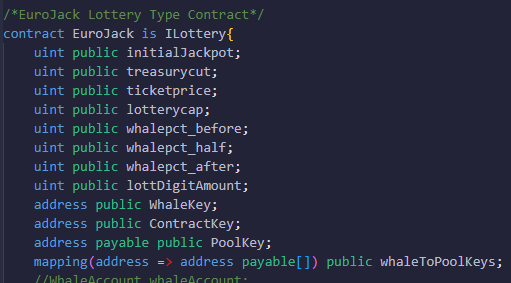 /*EuroJack Lottery Type Contract*/
contract EuroJack is ILottery{
    uint public initialJackpot;
    uint public treasurycut;
    uint public ticketprice;
    uint public lotterycap;
    uint public whalepct_before;
    uint public whalepct_half;
    uint public whalepct_after;
    uint public lottDigitAmount;
    address public WhaleKey;
    address public ContractKey;
    address payable public PoolKey;
    mapping(address => address payable[]) public whaleToPoolKeys;
    //WhaleAccount whaleAccount;